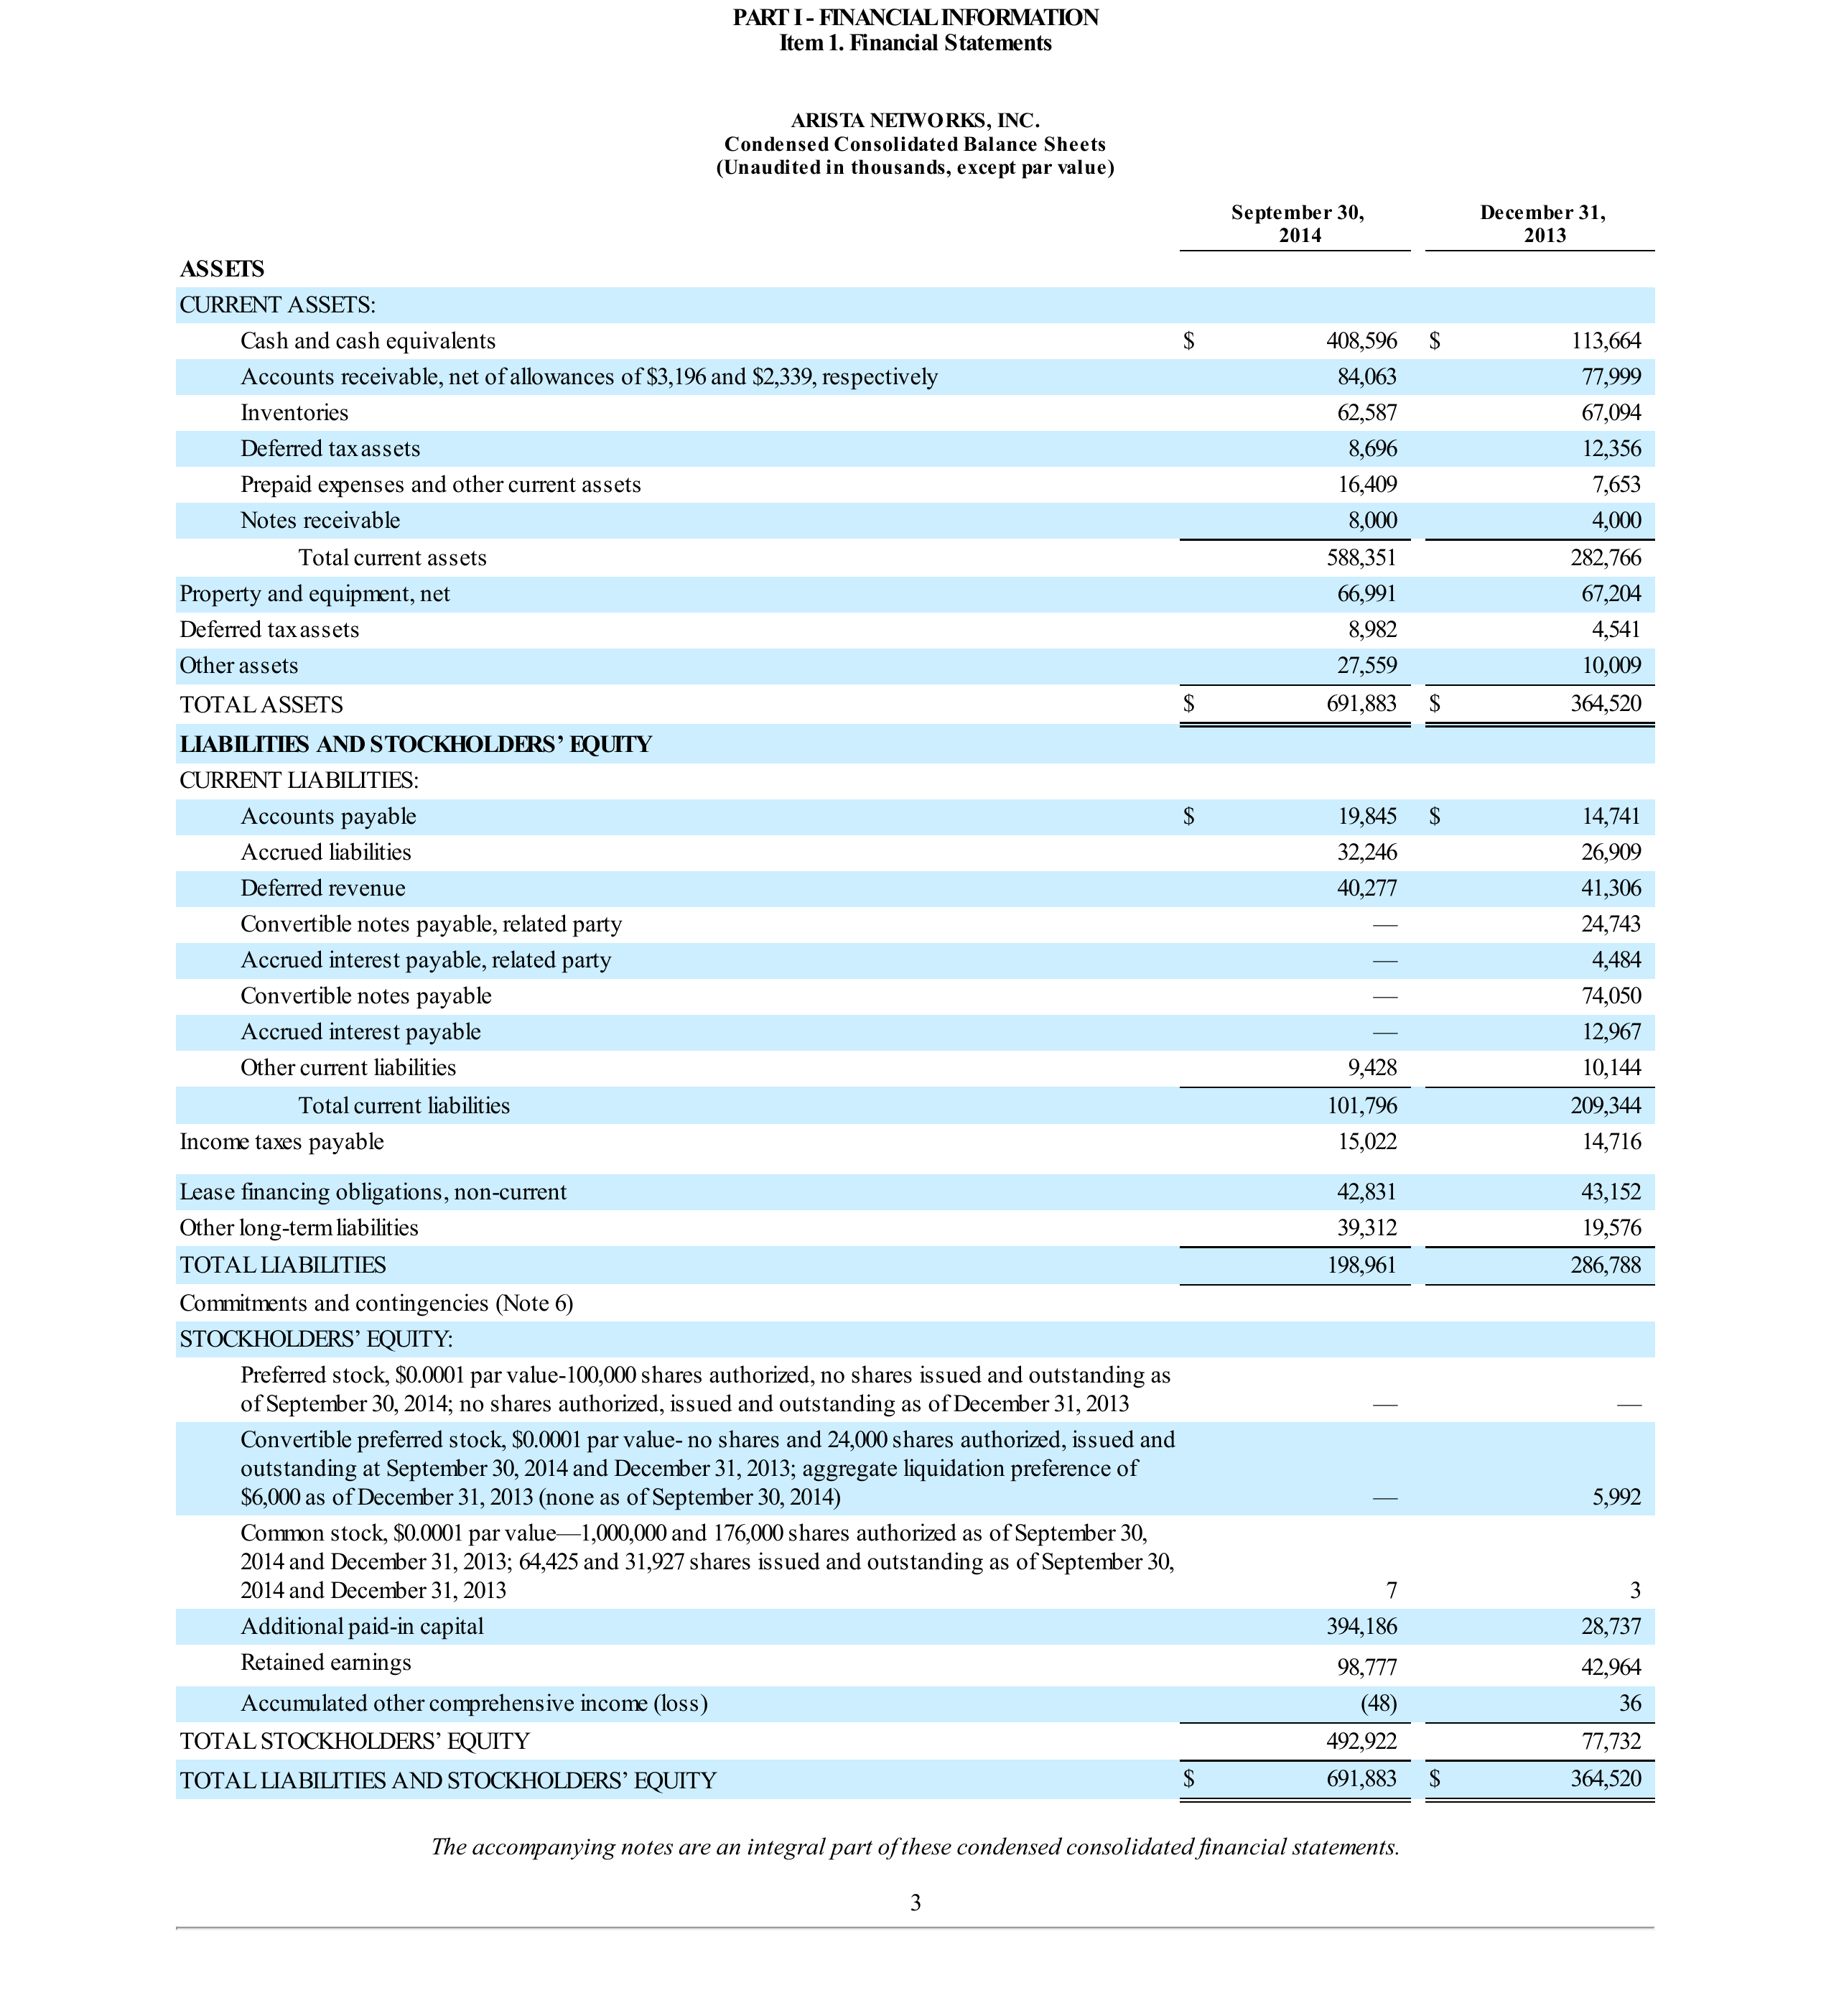 PART I - FINANCIAL INFORMATION
Item 1. Financial Statements
ARISTA NETWORKS, INC.
Condensed Consolidated Balance Sheets
(Unaudited in thousands, except par value)
September 30, 2014 December 31, 2013
ASSETS
CURRENT ASSETS:
Cash and cash equivalents $ 408,596 $ 113,664
Accounts receivable, net of allowances of $3,196 and $2,339, respectively 84,063 77,999
Inventories 62,587 67,094
Deferred tax assets 8,696 12,356
Prepaid expenses and other current assets 16,409 7,653
Notes receivable 8,000 4,000
Total current assets 588,351 282,766
Property and equipment, net 66,991 67,204
Deferred tax assets 8,982 4,541
Other assets 27,559 10,009
TOTAL ASSETS $ 691,883 $ 364,520
LIABILITIES AND STOCKHOLDERS’ EQUITY
CURRENT LIABILITIES:
Accounts payable $ 19,845 $ 14,741
Accrued liabilities 32,246 26,909
Deferred revenue 40,277 41,306
Convertible notes payable, related party — 24,743
Accrued interest payable, related party — 4,484
Convertible notes payable — 74,050
Accrued interest payable — 12,967
Other current liabilities 9,428 10,144
Total current liabilities 101,796 209,344
Income taxes payable 15,022 14,716
Lease financing obligations, non-current 42,831 43,152
Other long-term liabilities 39,312 19,576
TOTAL LIABILITIES 198,961 286,788
Commitments and contingencies (Note 6)
STOCKHOLDERS’ EQUITY:
Preferred stock, $0.0001 par value-100,000 shares authorized, no shares issued and outstanding as
of September 30, 2014; no shares authorized, issued and outstanding as of December 31, 2013 — —
Convertible preferred stock, $0.0001 par value- no shares and 24,000 shares authorized, issued and
outstanding at September 30, 2014 and December 31, 2013; aggregate liquidation preference of
$6,000 as of December 31, 2013 (none as of September 30, 2014) — 5,992
Common stock, $0.0001 par value—1,000,000 and 176,000 shares authorized as of September 30,
2014 and December 31, 2013; 64,425 and 31,927 shares issued and outstanding as of September 30,
2014 and December 31, 2013 7 3
Additional paid-in capital 394,186 28,737
Retained earnings 98,777 42,964
Accumulated other comprehensive income (loss) (48) 36
TOTAL STOCKHOLDERS’ EQUITY 492,922 77,732
TOTAL LIABILITIES AND STOCKHOLDERS’ EQUITY $ 691,883 $ 364,520
The accompanying notes are an integral part of these condensed consolidated financial statements.
3